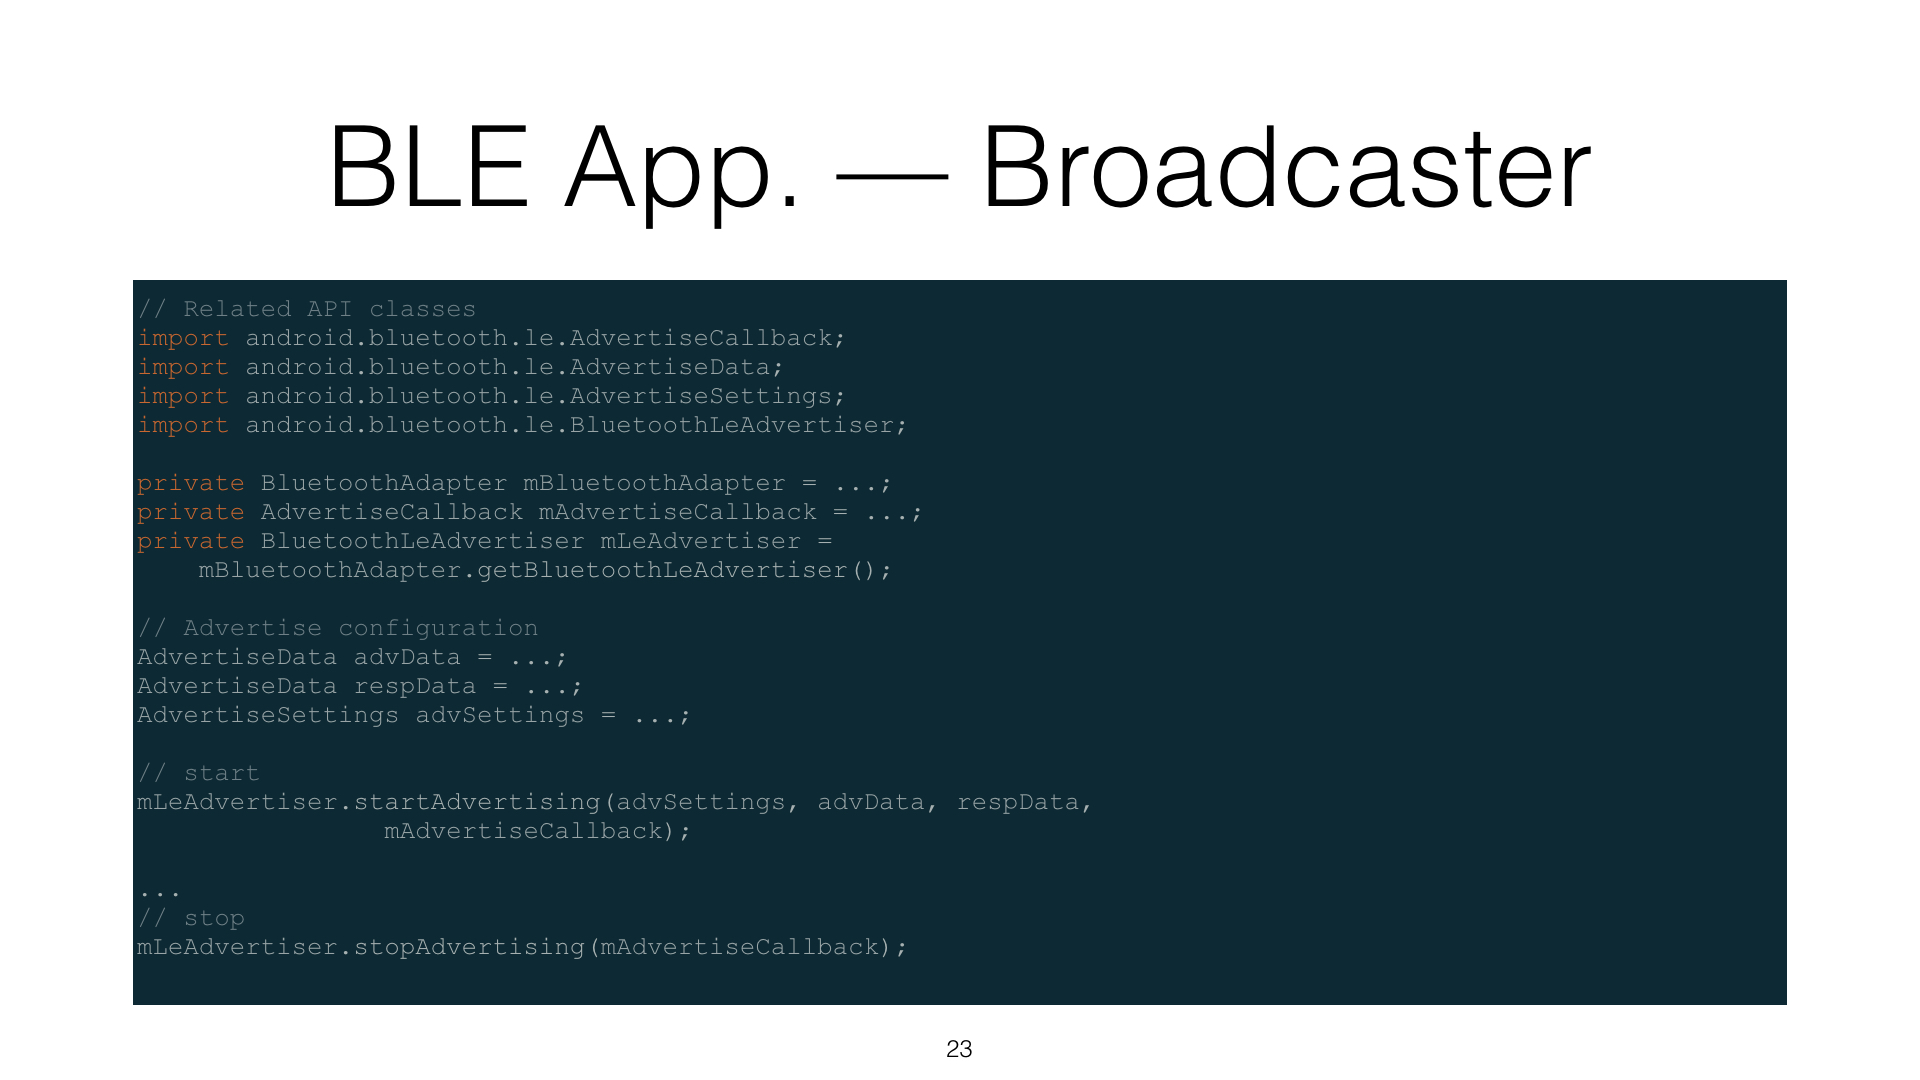 BLE App. — Broadcaster
// Related API classes
import android.bluetooth.le.AdvertiseCallback;
import android.bluetooth.le.AdvertiseData;
import android.bluetooth.le.AdvertiseSettings;
import android.bluetooth.le.BluetoothLeAdvertiser;

private BluetoothAdapter mBluetoothAdapter = ...;
private AdvertiseCallback mAdvertiseCallback = ...;
private BluetoothLeAdvertiser mLeAdvertiser =
    mBluetoothAdapter.getBluetoothLeAdvertiser();

// Advertise configuration
AdvertiseData advData = ...;
AdvertiseData respData = ...;
AdvertiseSettings advSettings = ...;

// start
mLeAdvertiser.startAdvertising(advSettings, advData, respData,
                mAdvertiseCallback);

...
// stop
mLeAdvertiser.stopAdvertising(mAdvertiseCallback);
23